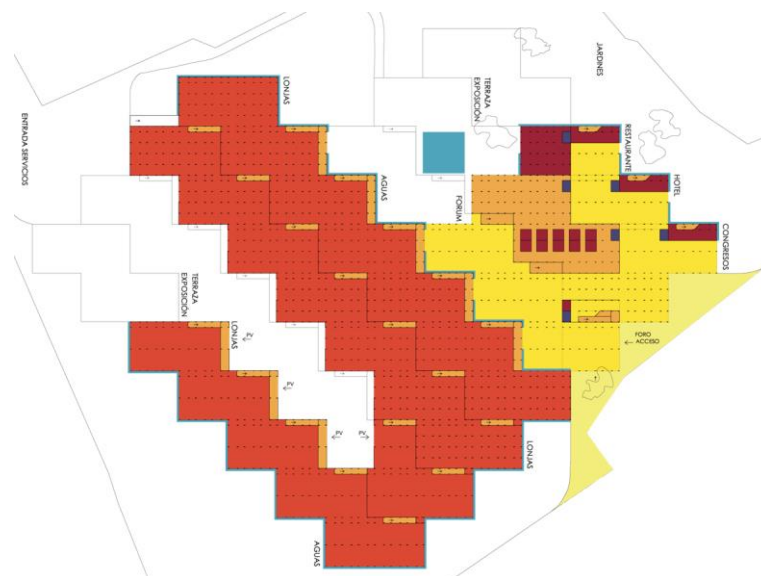 JARDINES
LONJAS
TERRAZA
EXPOSICIÓN
ENTRADA SERVICIOS
RESTAURANTE
AGUAS
HOTEL
FORUM
CONGRESOS
TERRAZA
EXPOSICIÓN
LONJAS
PV
FORO
ACCESO
PV
PV
PV
LONJAS
AGUAS